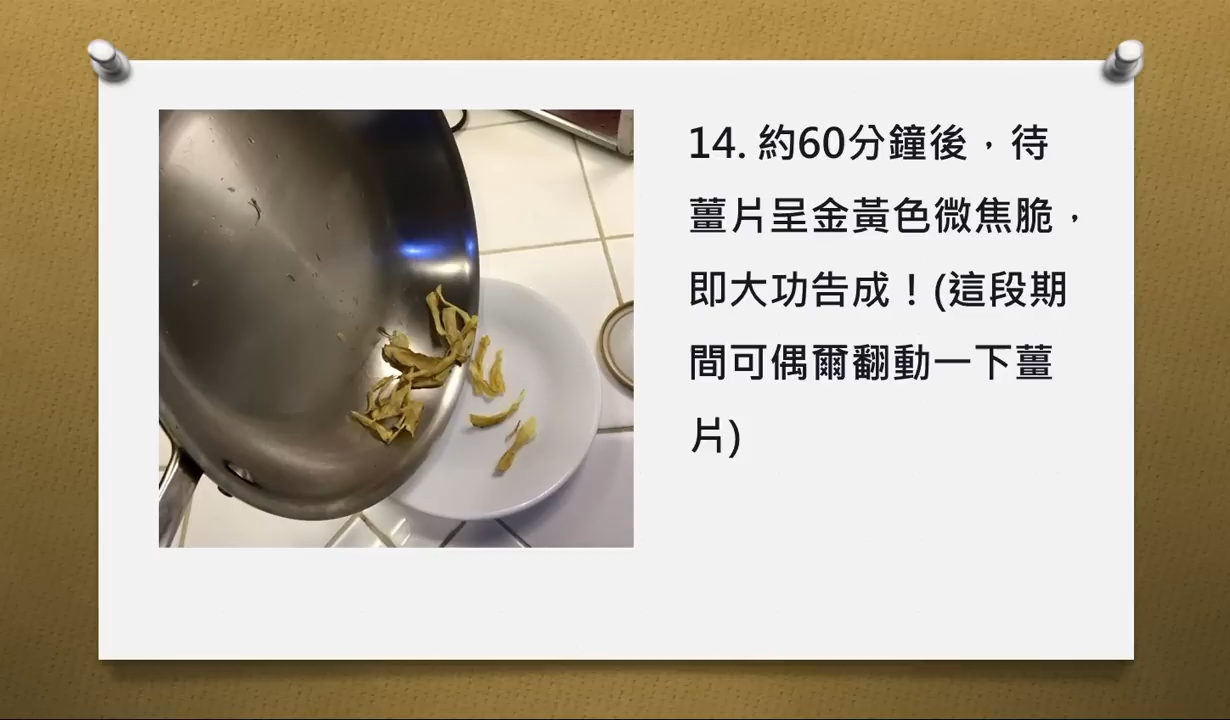 14. 約60分鐘後，待
薑片呈金黃色微焦脆，
即大功告成！(這段期
間可偶爾翻動一下薑
片)